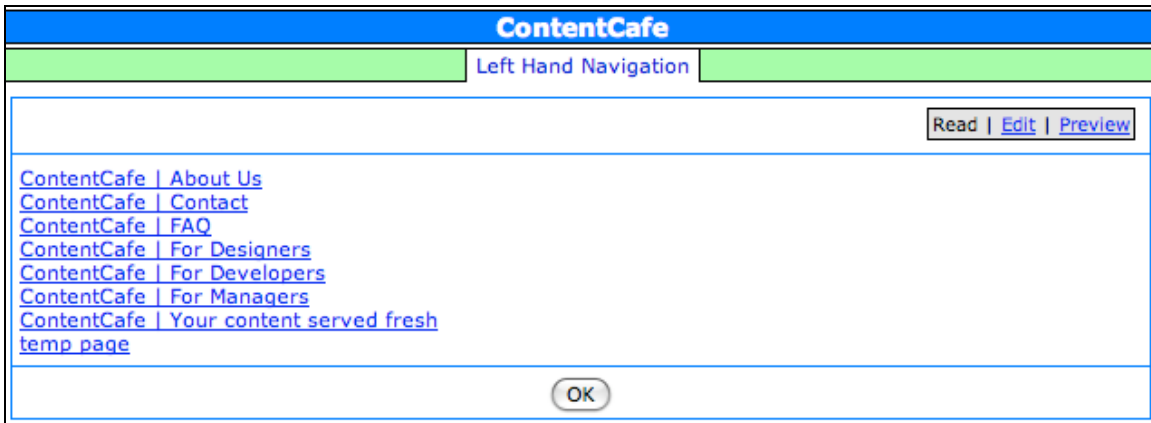 ContentCafe
Left Hand Navigation
Read | Edit | Preview
ContentCafe | About Us
ContentCafe | Contact
ContentCafe | FAQ
ContentCafe | For Designers
ContentCafe | For Developers
ContentCafe | For Managers
ContentCafe | Your content served fresh
temp page
OK